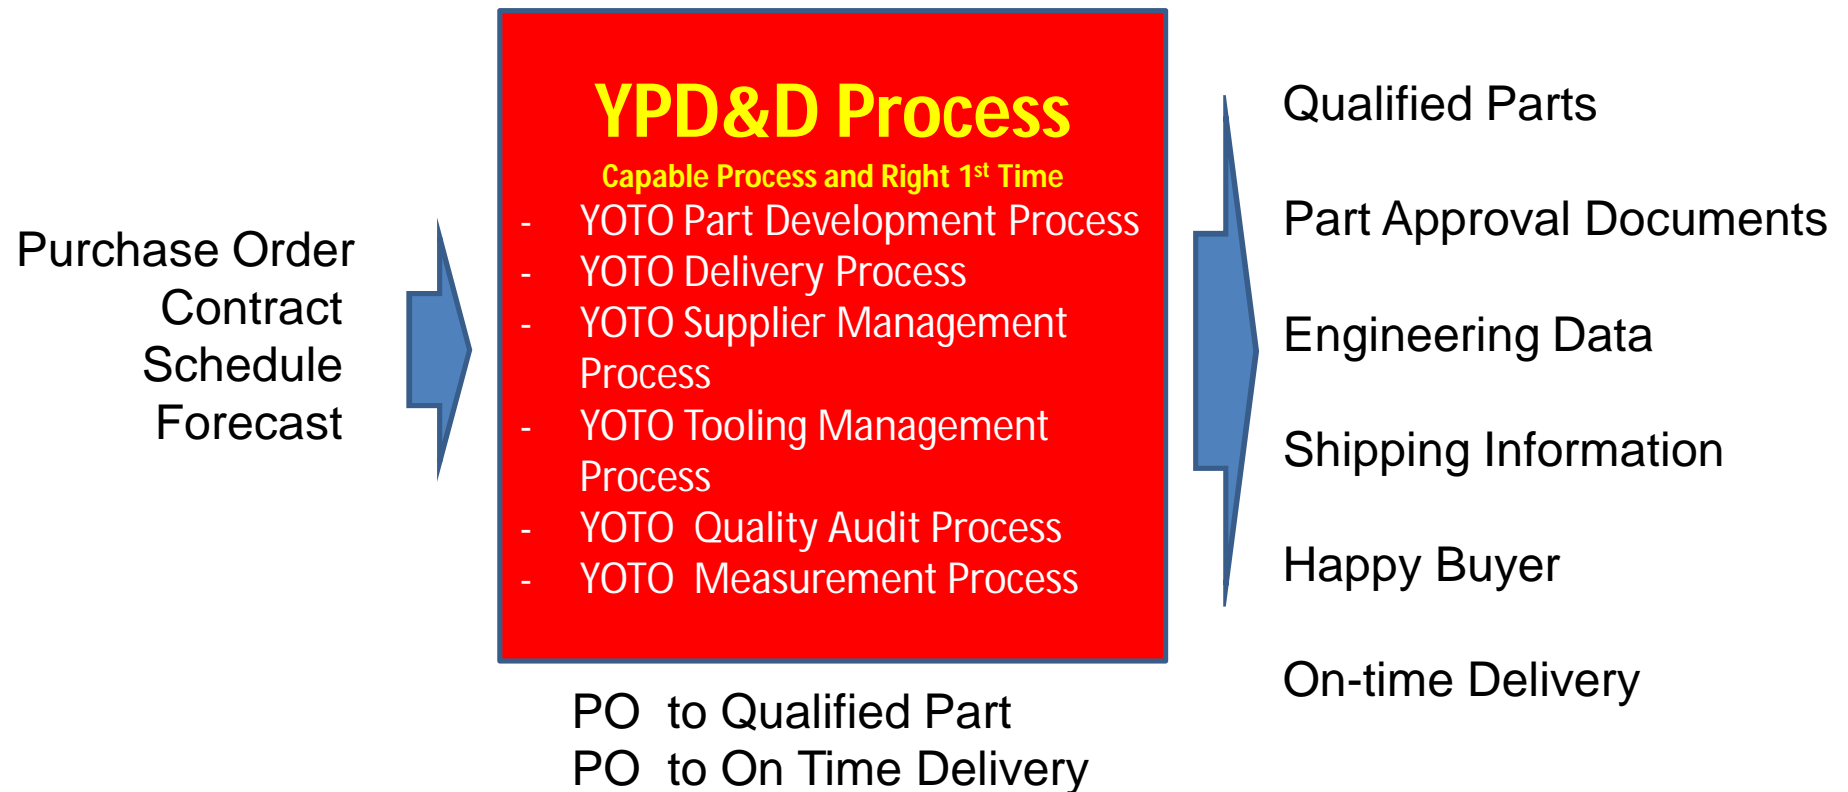 Purchase Order
Contract
Schedule
Forecast
YPD&D Process
Capable Process and Right 1st Time
- YOTO Part Development Process
- YOTO Delivery Process
- YOTO Supplier Management
Process
- YOTO Tooling Management
Process
- YOTO  Quality Audit Process
- YOTO  Measurement Process
PO  to Qualified Part
PO  to On Time Delivery
Qualified Parts
Part Approval Documents
Engineering Data
Shipping Information
Happy Buyer
On-time Delivery